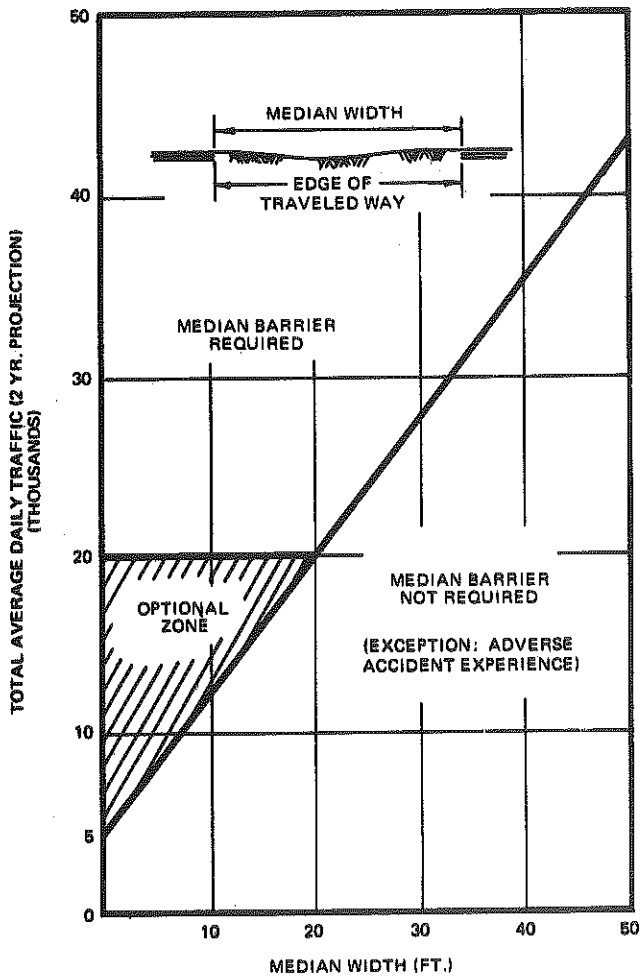 50
MEDIAN WIDTH
EDGE OF
TRAVELED WAY
40
MEDIAN BARRIER
REQUIRED
30
TOTAL AVERAGE DAILY TRAFFIC (2 YR. PROJECTION)
(THOUSANDS)
20
OPTIONAL
ZONE
MEDIAN BARRIER
NOT REQUIRED
(EXCEPTION: ADVERSE
ACCIDENT EXPERIENCE)
10
5
0
10 20 30 40 50
MEDIAN WIDTH (FT.)